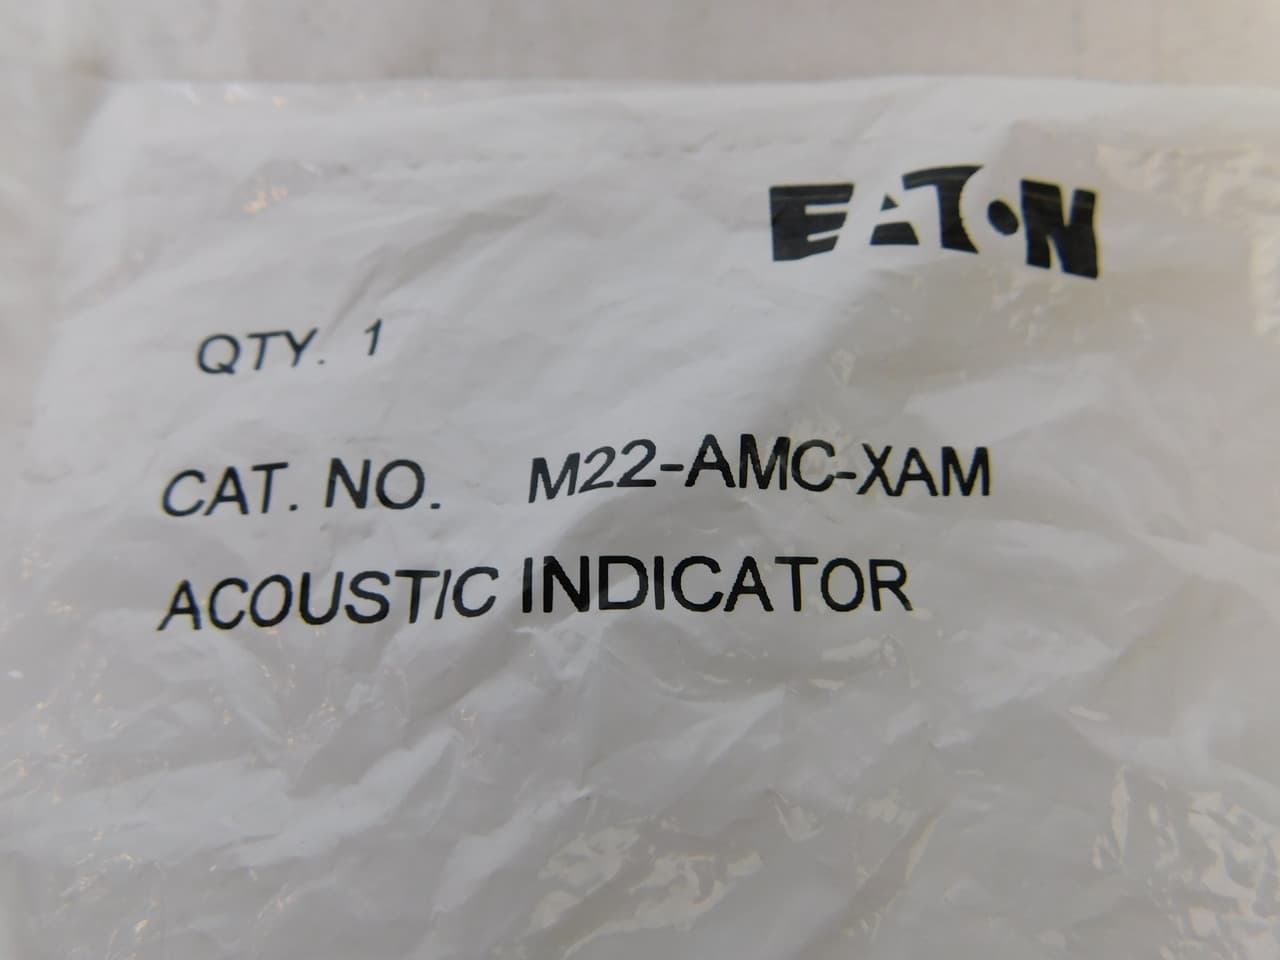 EATON
QTY. 1
CAT. NO. M22-AMC-XAM
ACOUSTIC INDICATOR